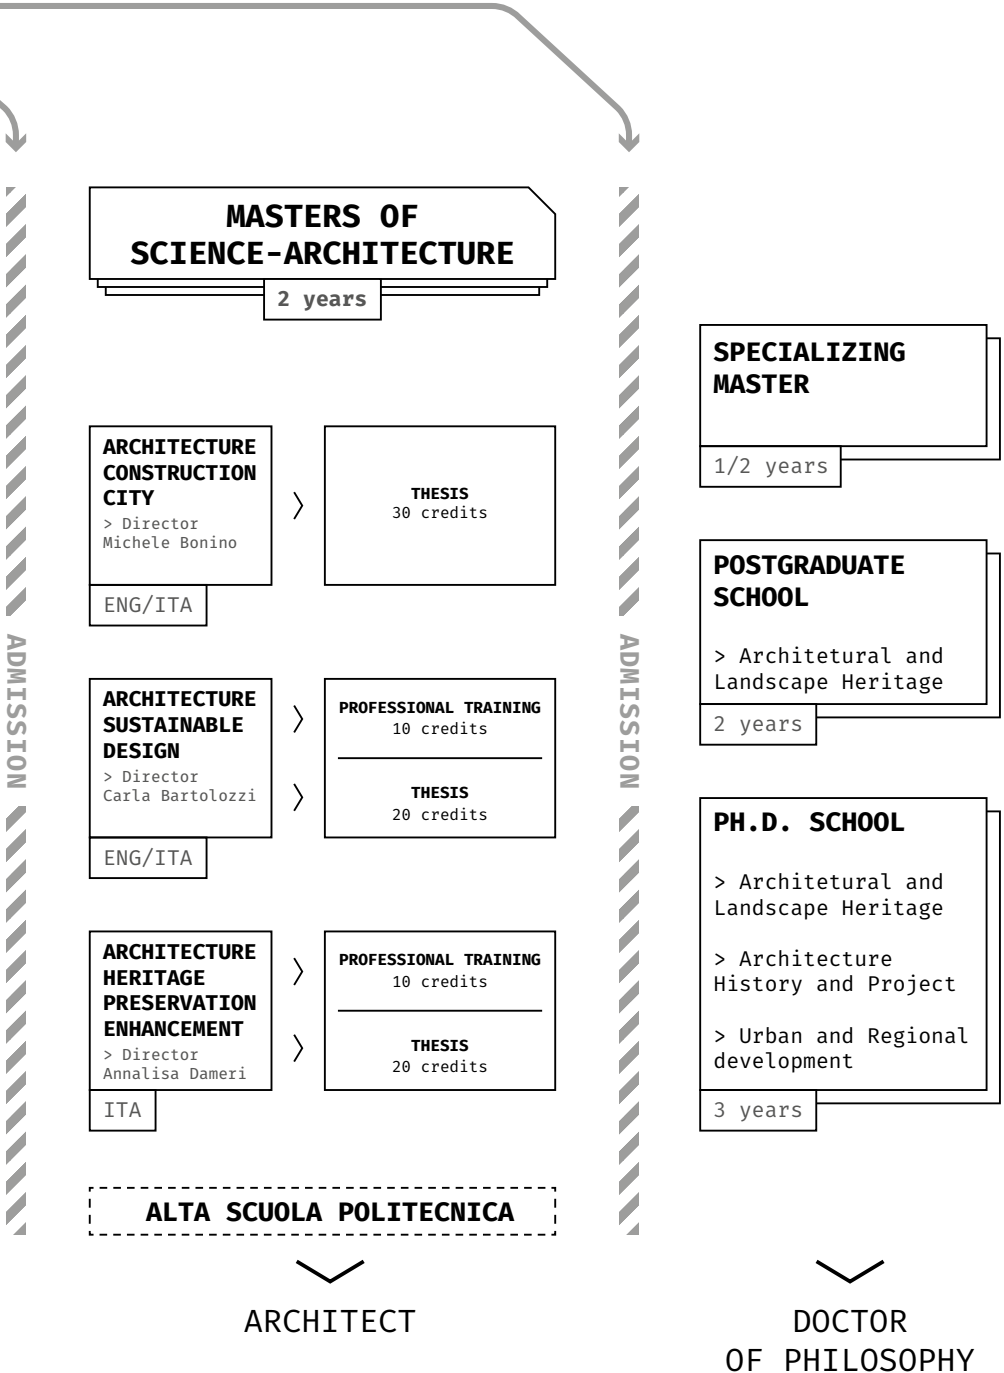 ADMISSION
MASTERS OF
SCIENCE-ARCHITECTURE
2 years
ARCHITECTURE
CONSTRUCTION
CITY
> Director
Michele Bonino
ENG/ITA
THESIS
30 credits
ARCHITECTURE
SUSTAINABLE
DESIGN
> Director
Carla Bartolozzi
ENG/ITA
PROFESSIONAL TRAINING
10 credits
THESIS
20 credits
ARCHITECTURE
HERITAGE
PRESERVATION
ENHANCEMENT
> Director
Annalisa Dameri
ITA
PROFESSIONAL TRAINING
10 credits
THESIS
20 credits
ALTA SCUOLA POLITECNICA
ARCHITECT
ADMISSION
SPECIALIZING
MASTER
1/2 years
POSTGRADUATE
SCHOOL
> Architetural and
Landscape Heritage
2 years
PH.D. SCHOOL
> Architetural and
Landscape Heritage
> Architecture
History and Project
> Urban and Regional
development
3 years
DOCTOR
OF PHILOSOPHY